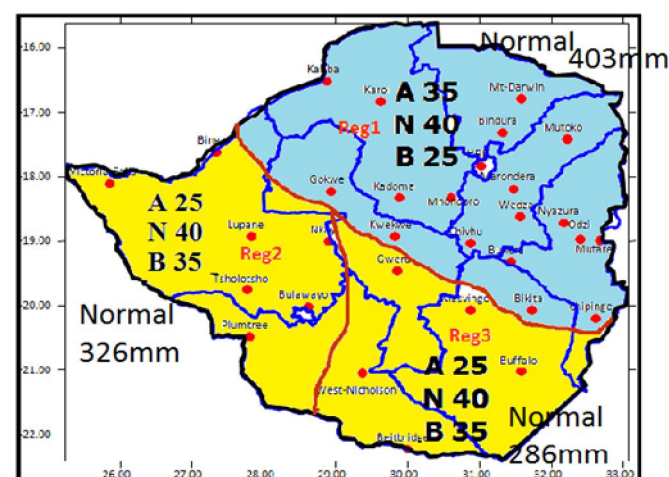 -16.00
-17.00
-18.00
-19.00
-20.00
-21.00
-22.00
Normal
403mm
Kariba
Karo
Mt-Darwin
A 35
N 40
B 25
Reg1
Bindura
Mutoko
Marondera
Gokwe
Kadoma
Mhondoro
Wedza
Nyazura
Odzi
Mutare
A 25
N 40
B 35
Lupane
Reg2
Kwekwe
Chivhu
Gweru
Tsholotsho
Bulawayo
Masvingo
Bikita
Chipinge
Normal
326mm
Plumtree
Reg3
A 25
N 40
B 35
Buffalo
West-Nicholson
Normal
286mm
Beitbridge
26.00
27.00
28.00
29.00
30.00
31.00
32.00
33.00